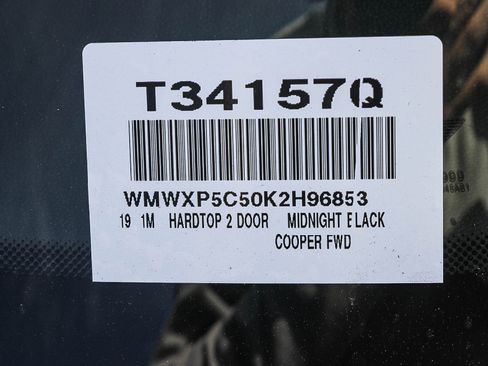 T34157Q
WMWXP5C50K2H96853
19 1M HARDTOP 2 DOOR MIDNIGHT BLACK
COOPER FWD